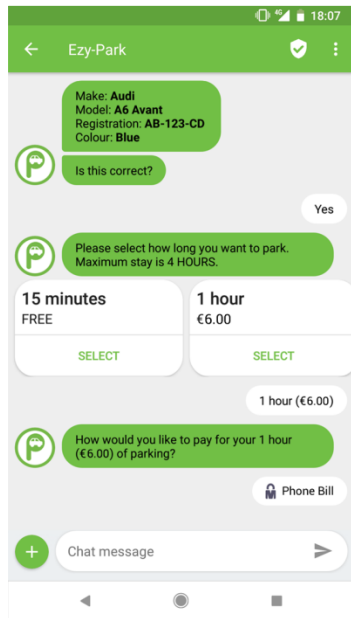 4G 18:07
Ezy-Park
Make: Audi
Model: A6 Avant
Registration: AB-123-CD
Colour: Blue
Is this correct?
Yes
Please select how long you want to park.
Maximum stay is 4 HOURS.
15 minutes
FREE
SELECT
1 hour
€6.00
SELECT
1 hour (€6.00)
How would you like to pay for your 1 hour
(€6.00) of parking?
Phone Bill
Chat message